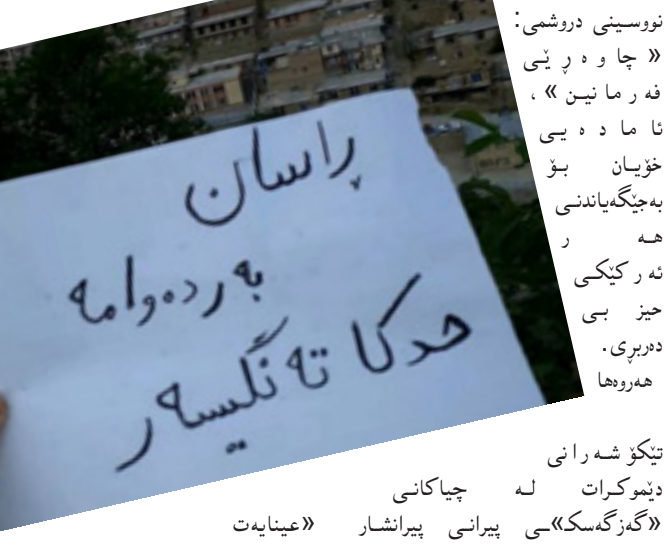 نووسینی دروشمی:
« چاوەڕێی
فەرمانین» ،
ئامادەیی
خۆیان بۆ
بەجێگەیاندنی
هەر
ئەرکێکی
حیزبی
دەربڕی.
هەروەها
تێکۆشەرانی
دێموکرات لە چیاکانی
«گەزگەسک»ـی پیرانی پیرانشار «عینایەت
ڕاسان
بەردەوامە
حدکا تەنگیسەر